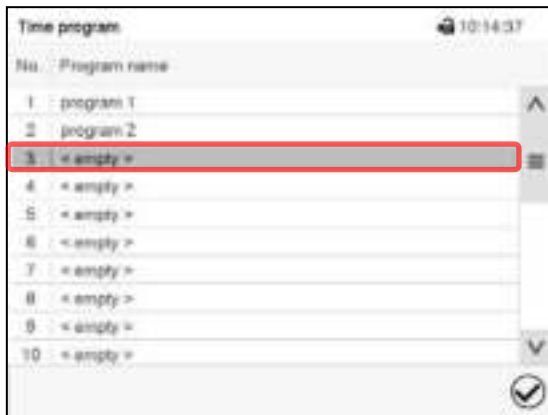 Time program 10:14:37
No. Program name
1 program 1
2 program 2
3 < empty >
4 < empty >
5 < empty >
6 < empty >
7 < empty >
8 < empty >
9 < empty >
10 < empty >